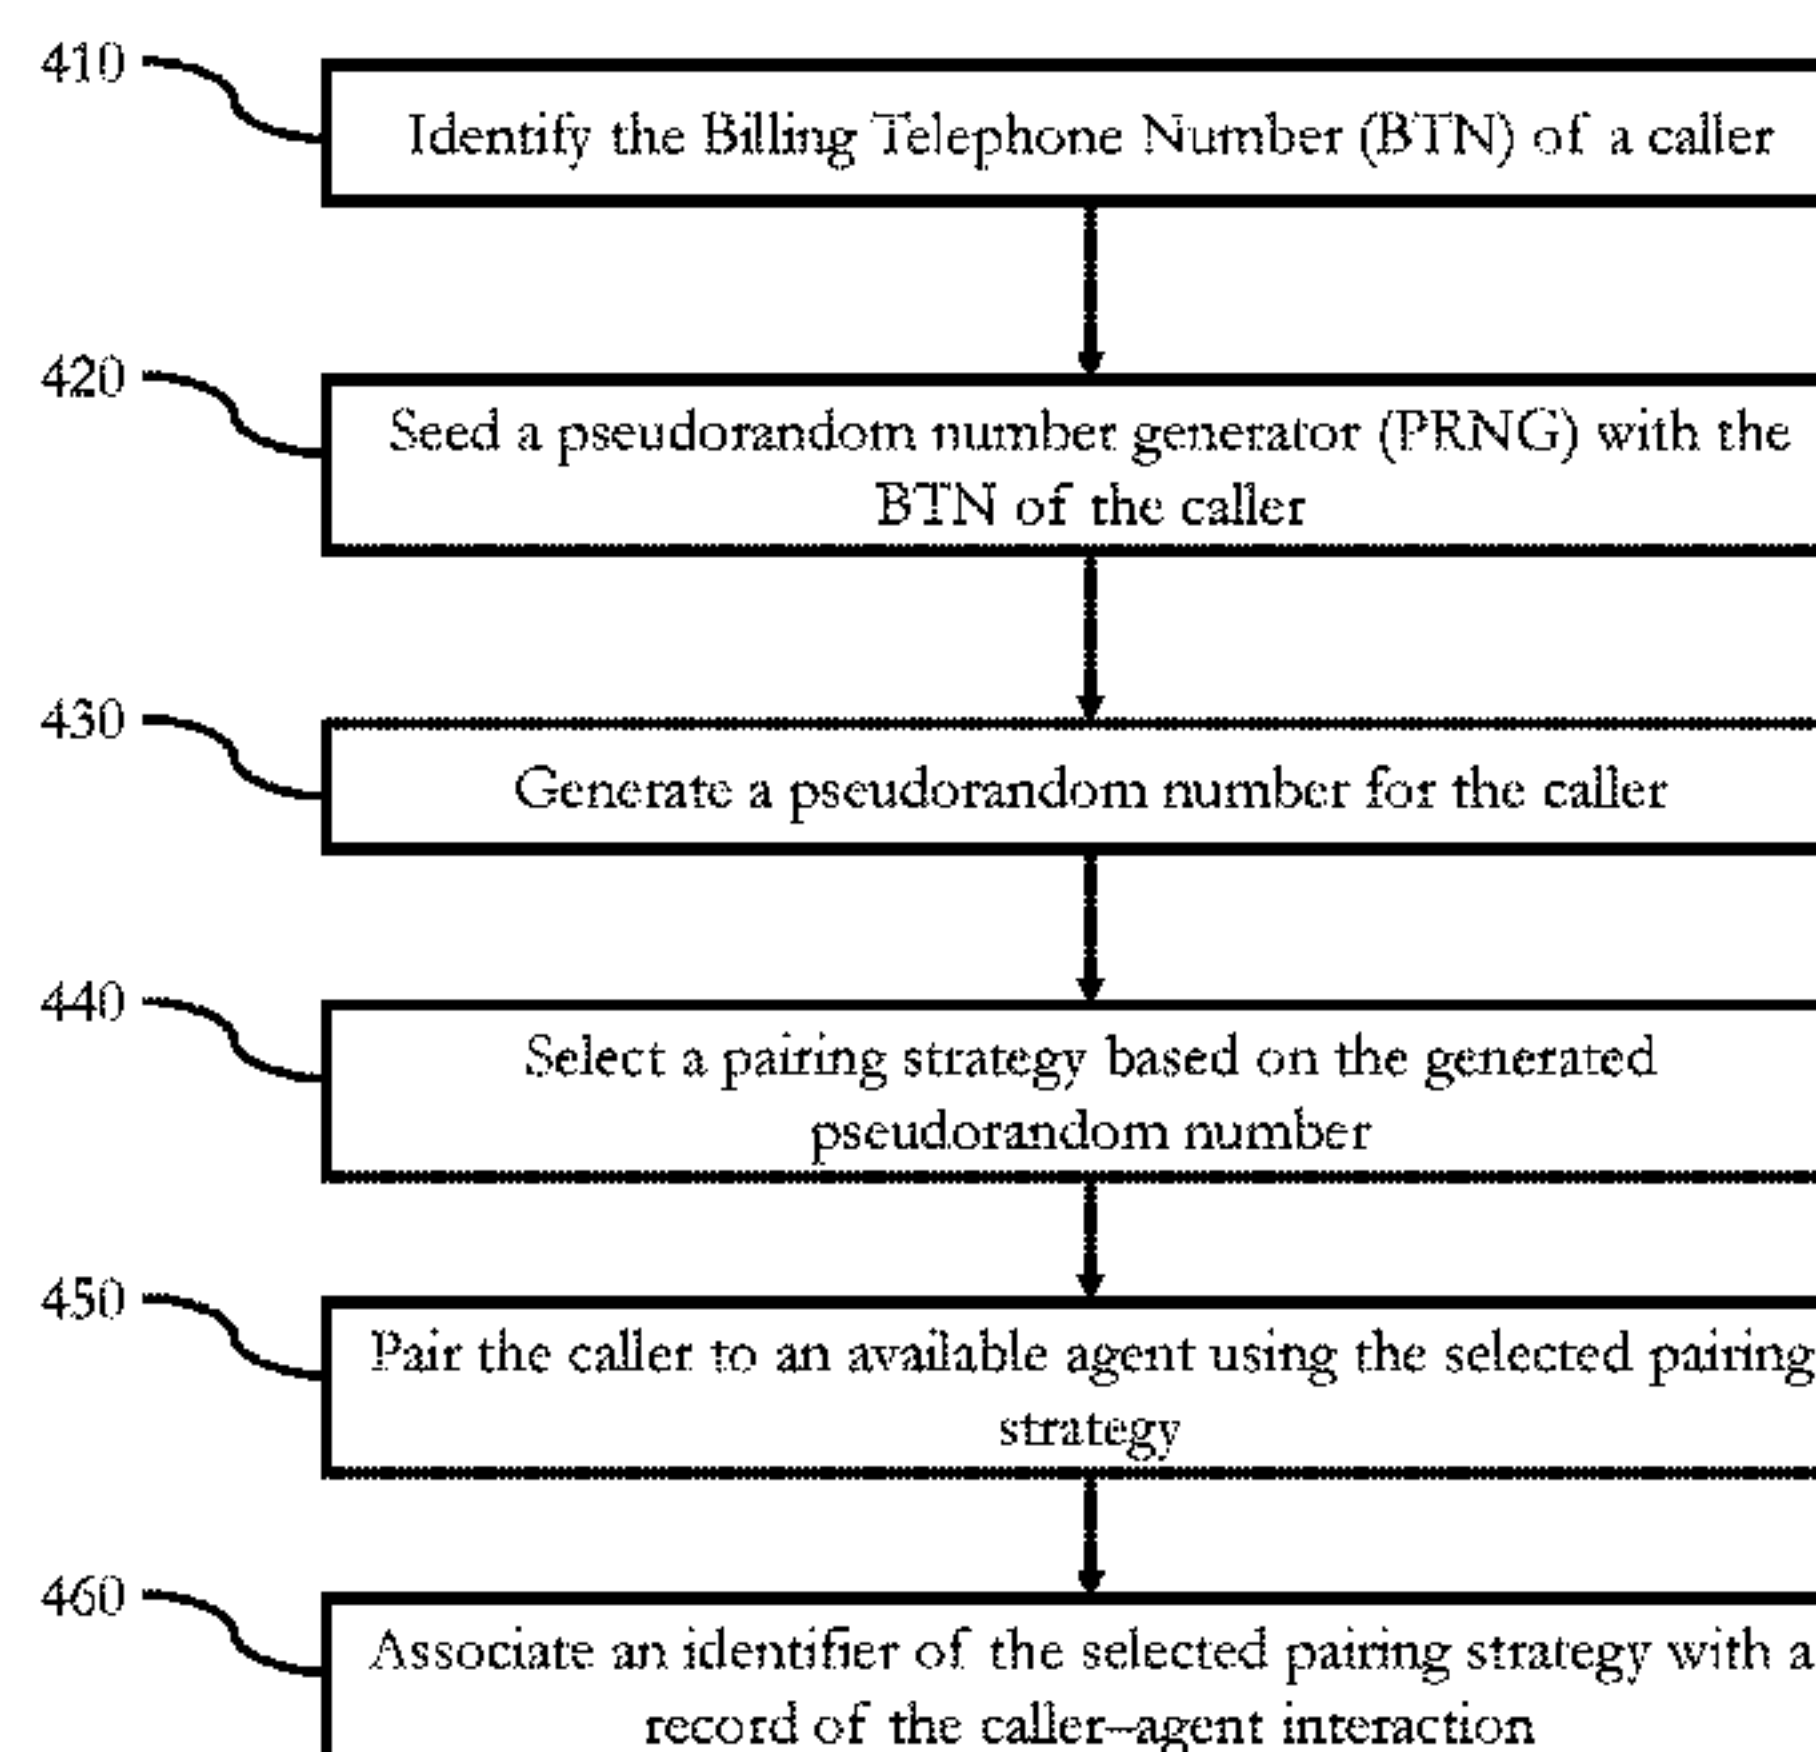 410
Identify the Billing Telephone Number (BTN) of a caller
420
Seed a pseudorandom number generator (PRNG) with the
BTN of the caller
430
Generate a pseudorandom number for the caller
440
Select a pairing strategy based on the generated
pseudorandom number
450
Pair the caller to an available agent using the selected pairing
strategy
460
Associate an identifier of the selected pairing strategy with a
record of the caller–agent interaction